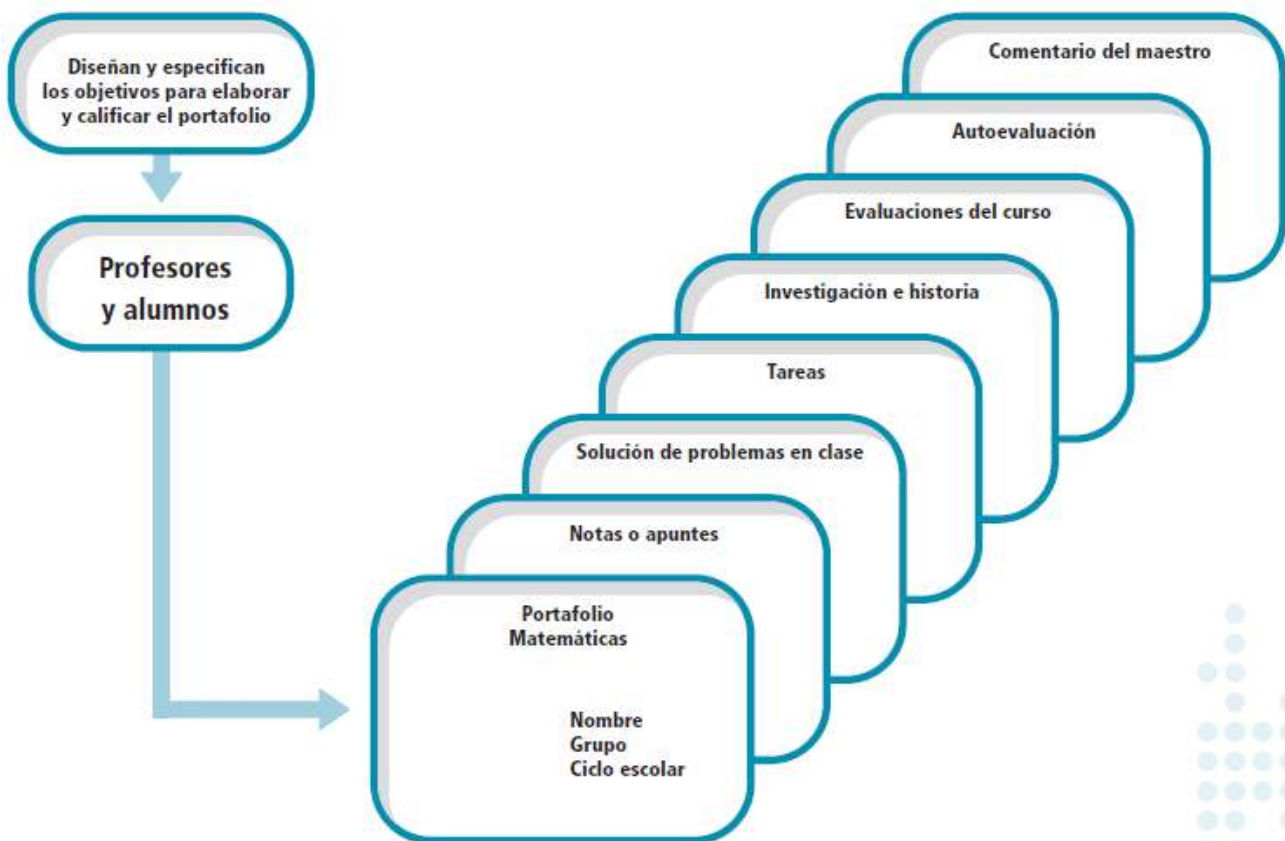 Diseñan y especifican
los objetivos para elaborar
y calificar el portafolio
Profesores
y alumnos
Comentario del maestro
Autoevaluación
Evaluaciones del curso
Investigación e historia
Tareas
Solución de problemas en clase
Notas o apuntes
Portafolio
Matemáticas
Nombre
Grupo
Ciclo escolar